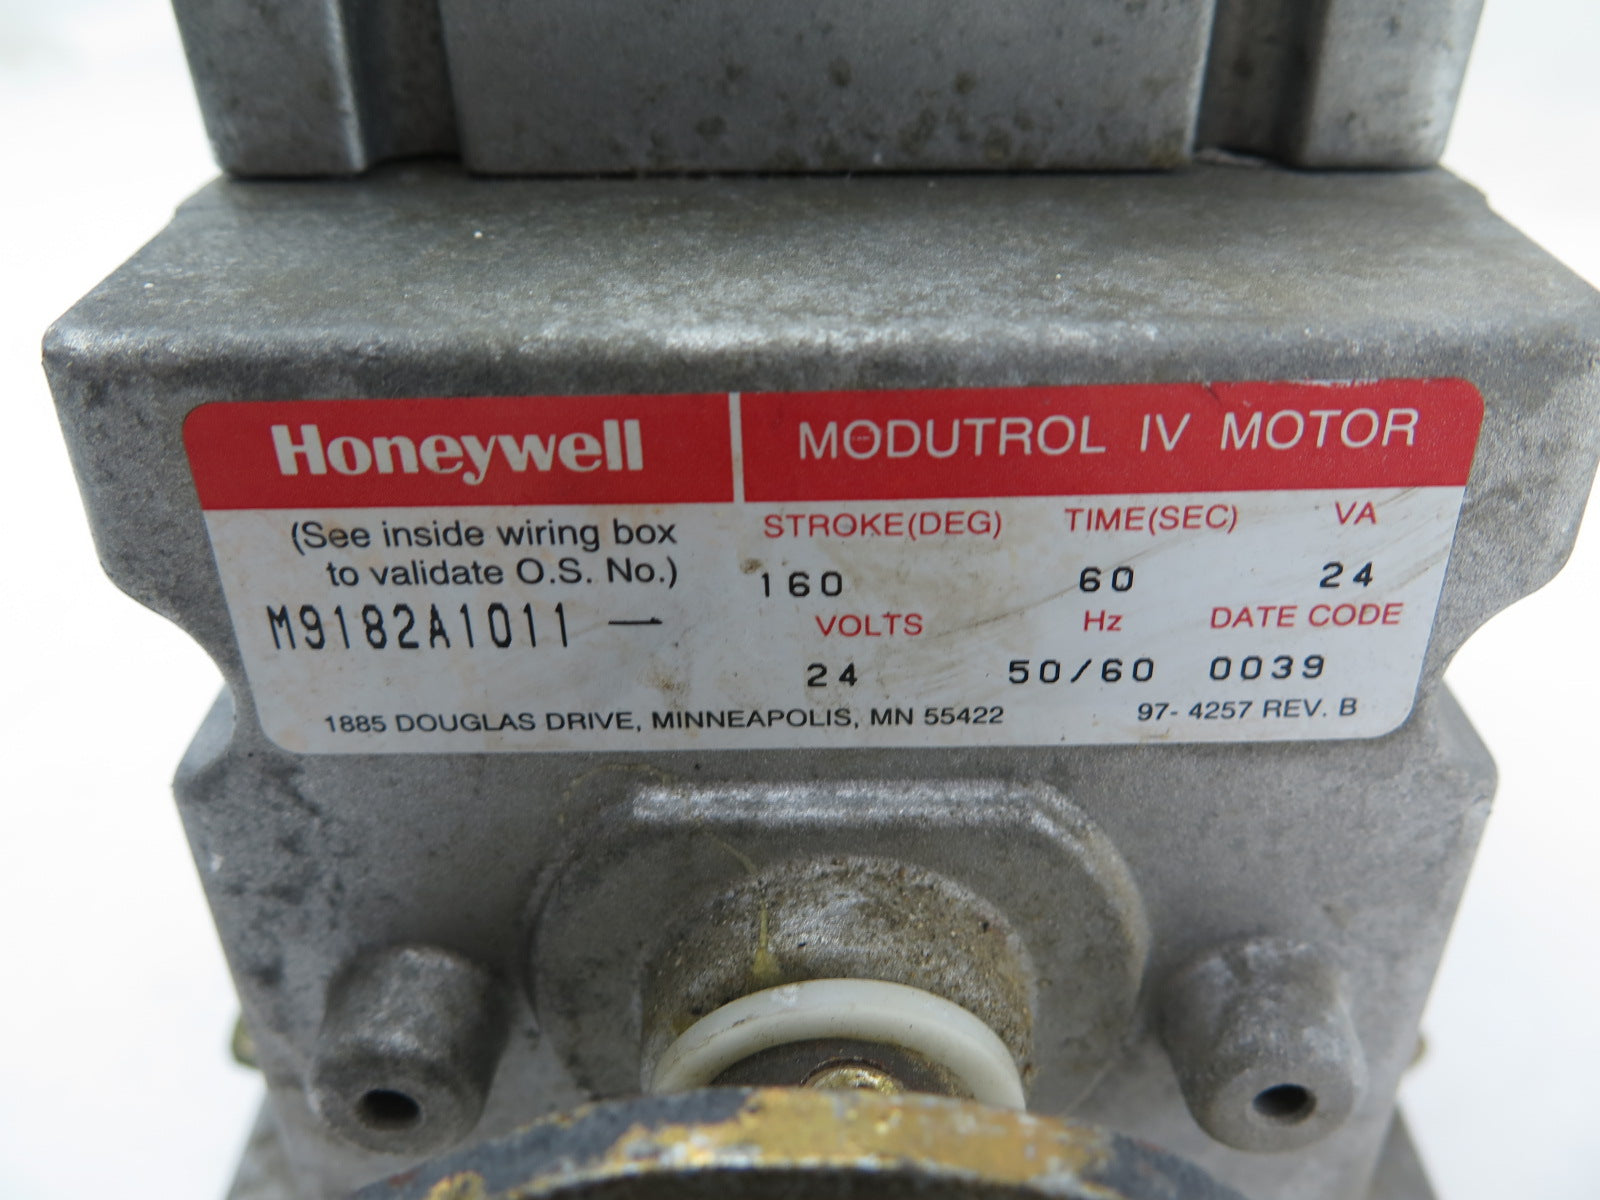 Honeywell MODUTROL IV MOTOR
(See inside wiring box
to validate O.S. No.)
M9182A1011 —
STROKE(DEG) TIME(SEC) VA
160 60 24
VOLTS Hz DATE CODE
24 50/60 0039
1885 DOUGLAS DRIVE, MINNEAPOLIS, MN 55422 97- 4257 REV. B